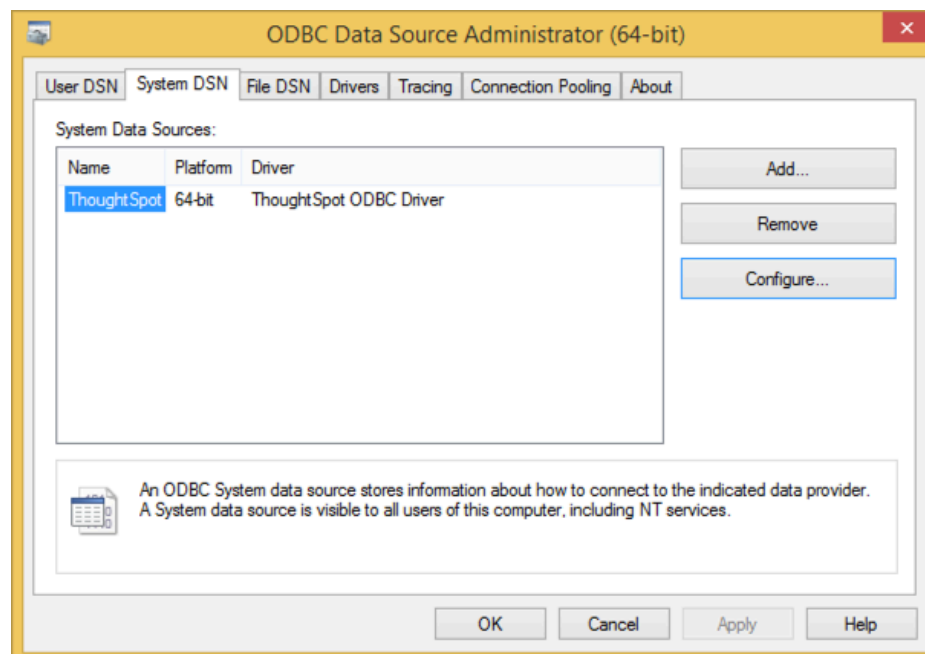 ODBC Data Source Administrator (64-bit)
User DSN System DSN File DSN Drivers Tracing Connection Pooling About
System Data Sources:
Name Platform Driver
ThoughtSpot 64-bit ThoughtSpot ODBC Driver
Add...
Remove
Configure...
An ODBC System data source stores information about how to connect to the indicated data provider.
A System data source is visible to all users of this computer, including NT services.
OK Cancel Apply Help